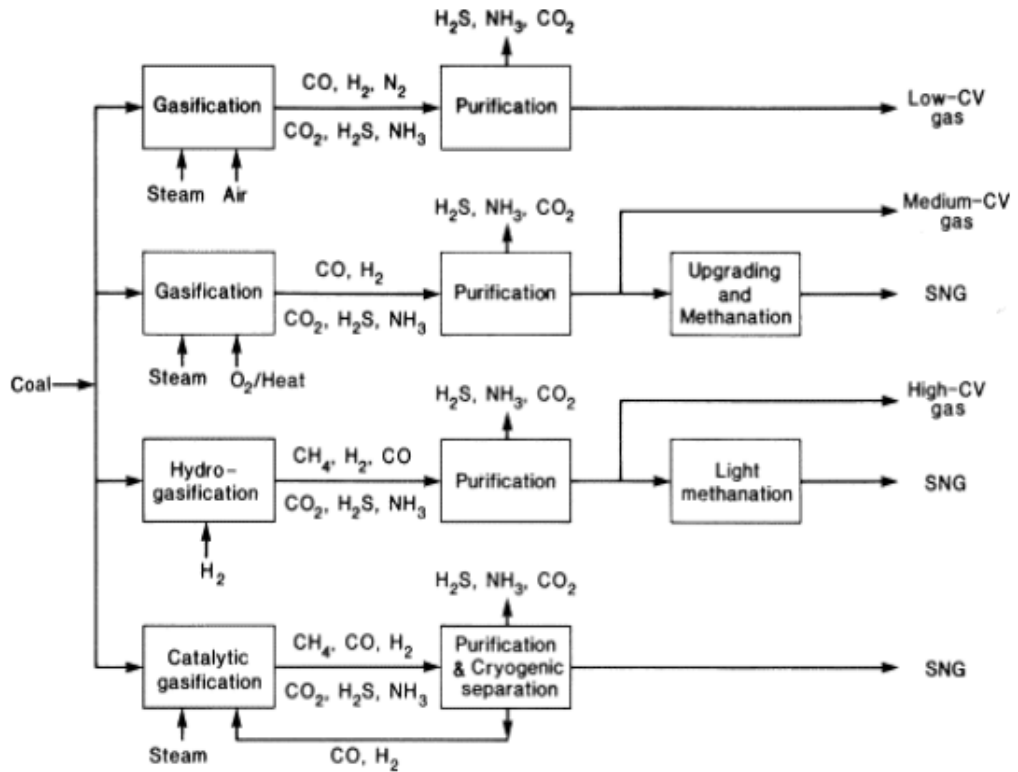 H₂S, NH₃, CO₂
Gasification
CO, H₂, N₂
CO₂, H₂S, NH₃
Purification
Low-CV
gas
Steam
Air
H₂S, NH₃, CO₂
Medium-CV
gas
Gasification
CO, H₂
CO₂, H₂S, NH₃
Purification
Upgrading
and
Methanation
SNG
Steam
O₂/Heat
Coal
H₂S, NH₃, CO₂
High-CV
gas
Hydro-
gasification
CH₄, H₂, CO
CO₂, H₂S, NH₃
Purification
Light
methanation
SNG
H₂
H₂S, NH₃, CO₂
Catalytic
gasification
CH₄, CO, H₂
CO₂, H₂S, NH₃
Purification
& Cryogenic
separation
SNG
Steam
CO, H₂